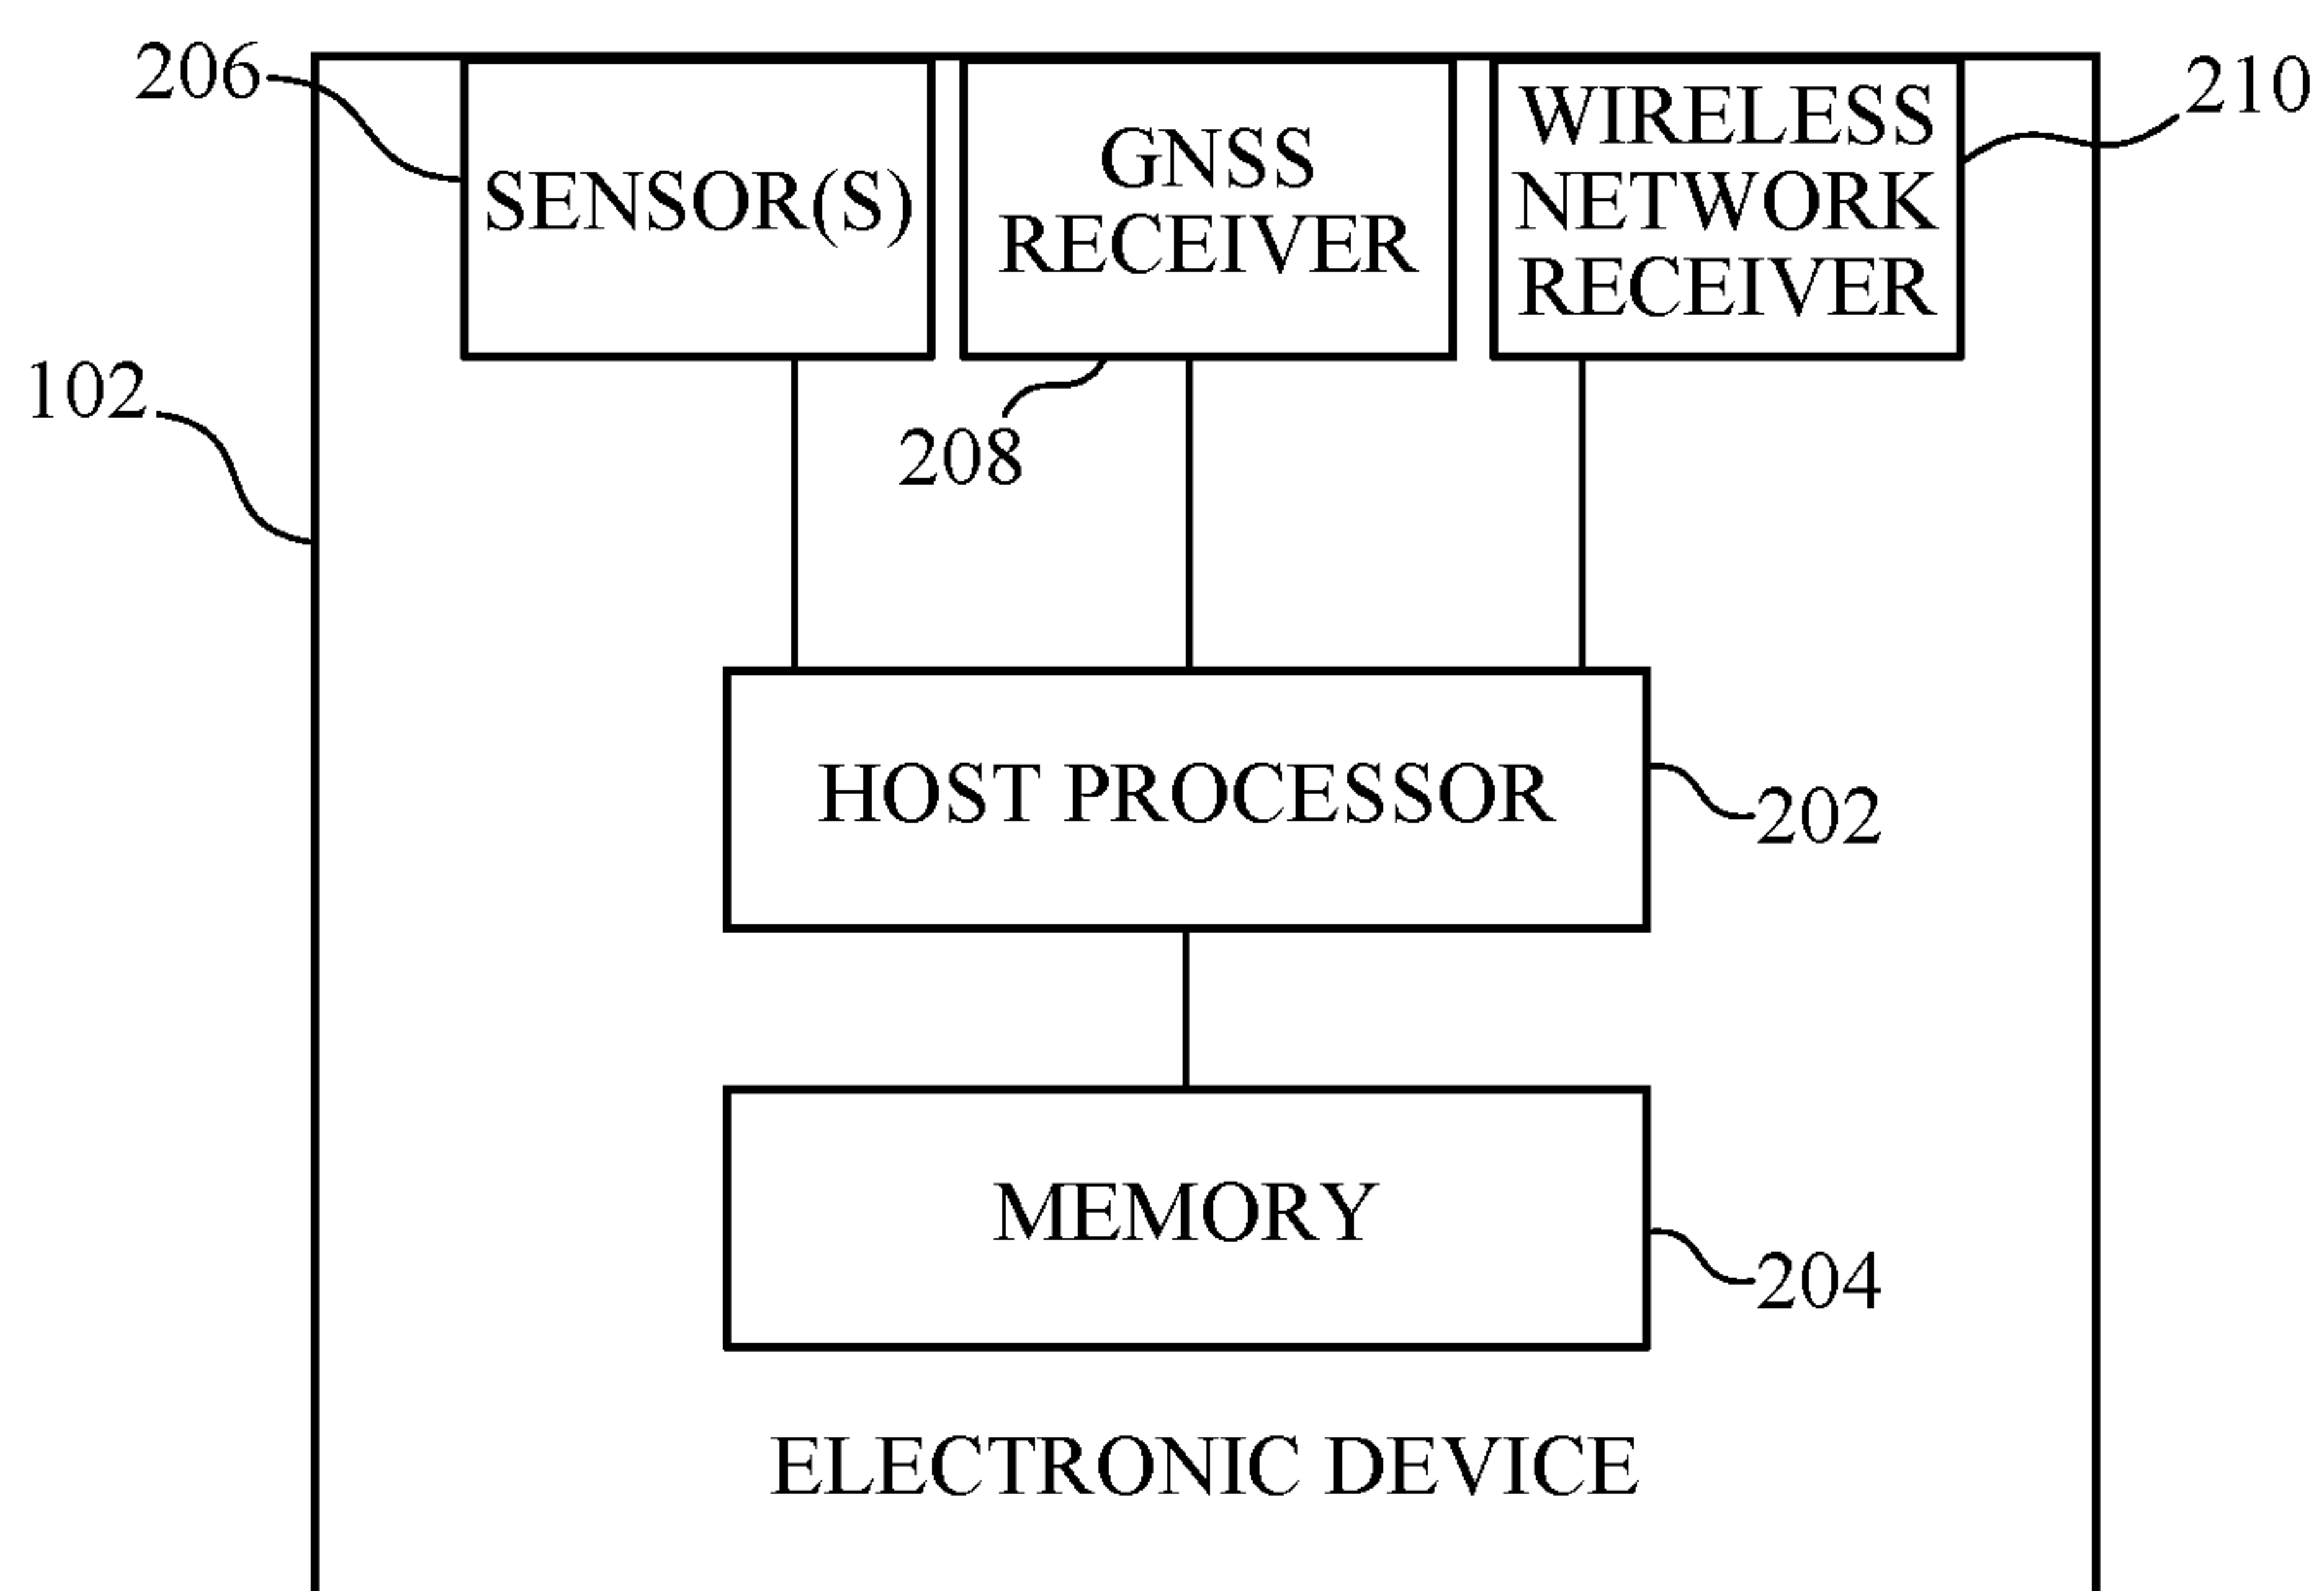 206
SENSOR(S)
GNSS
RECEIVER
WIRELESS
NETWORK
RECEIVER
210
102
208
HOST PROCESSOR
202
MEMORY
204
ELECTRONIC DEVICE